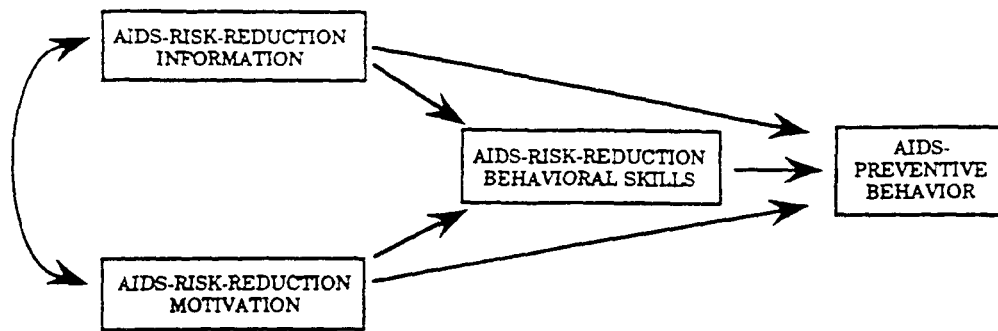 AIDS-RISK-REDUCTION
INFORMATION
AIDS-RISK-REDUCTION
BEHAVIORAL SKILLS
AIDS-
PREVENTIVE
BEHAVIOR
AIDS-RISK-REDUCTION
MOTIVATION